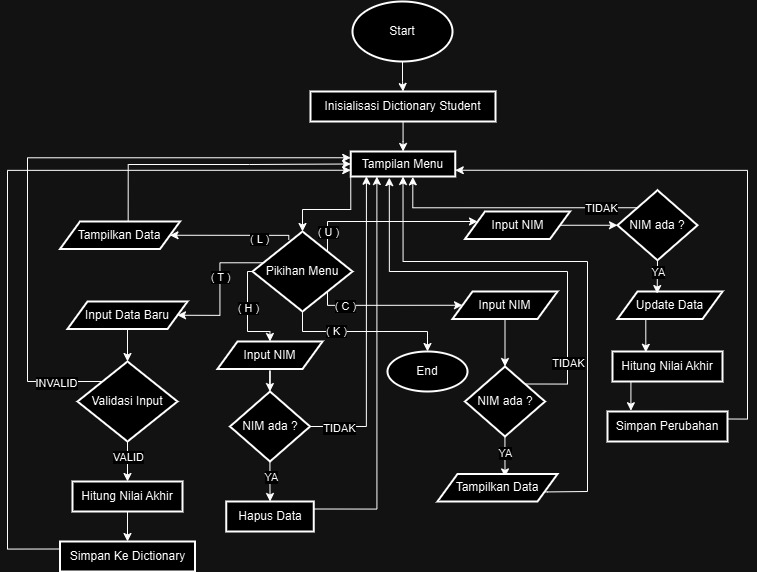 Start
Inisialisasi Dictionary Student
Tampilan Menu
TIDAK
( U )
Input NIM
NIM ada ?
Tampilkan Data
( L )
Pikihan Menu
( T )
YA
( H )
( C )
Input NIM
Update Data
Input Data Baru
( K )
Input NIM
End
TIDAK
Hitung Nilai Akhir
INVALID
Validasi Input
NIM ada ?
NIM ada ?
TIDAK
Simpan Perubahan
VALID
YA
YA
Hitung Nilai Akhir
Tampilkan Data
Hapus Data
Simpan Ke Dictionary